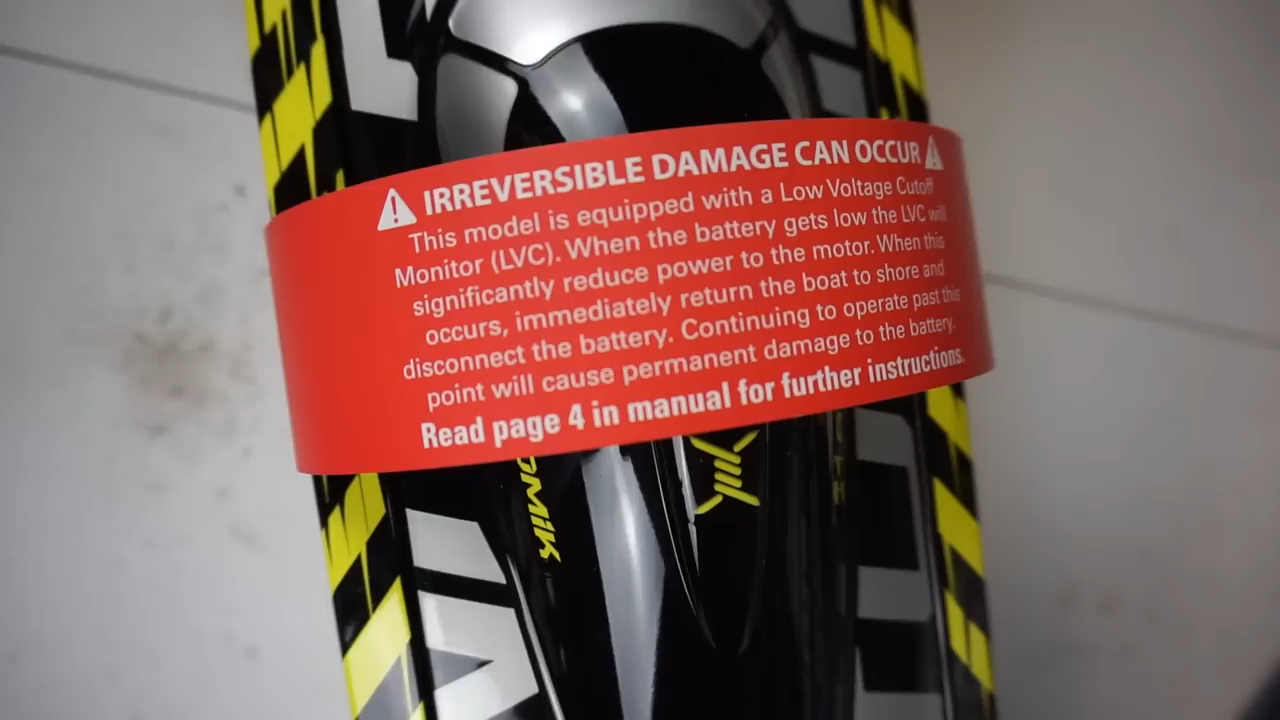 IRREVERSIBLE DAMAGE CAN OCCUR
This model is equipped with a Low Voltage Cutoff
Monitor (LVC). When the battery gets low the LVC will
significantly reduce power to the motor. When this
occurs, immediately return the boat to shore and
disconnect the battery. Continuing to operate past this
point will cause permanent damage to the battery.
Read page 4 in manual for further instructions.
OMiK